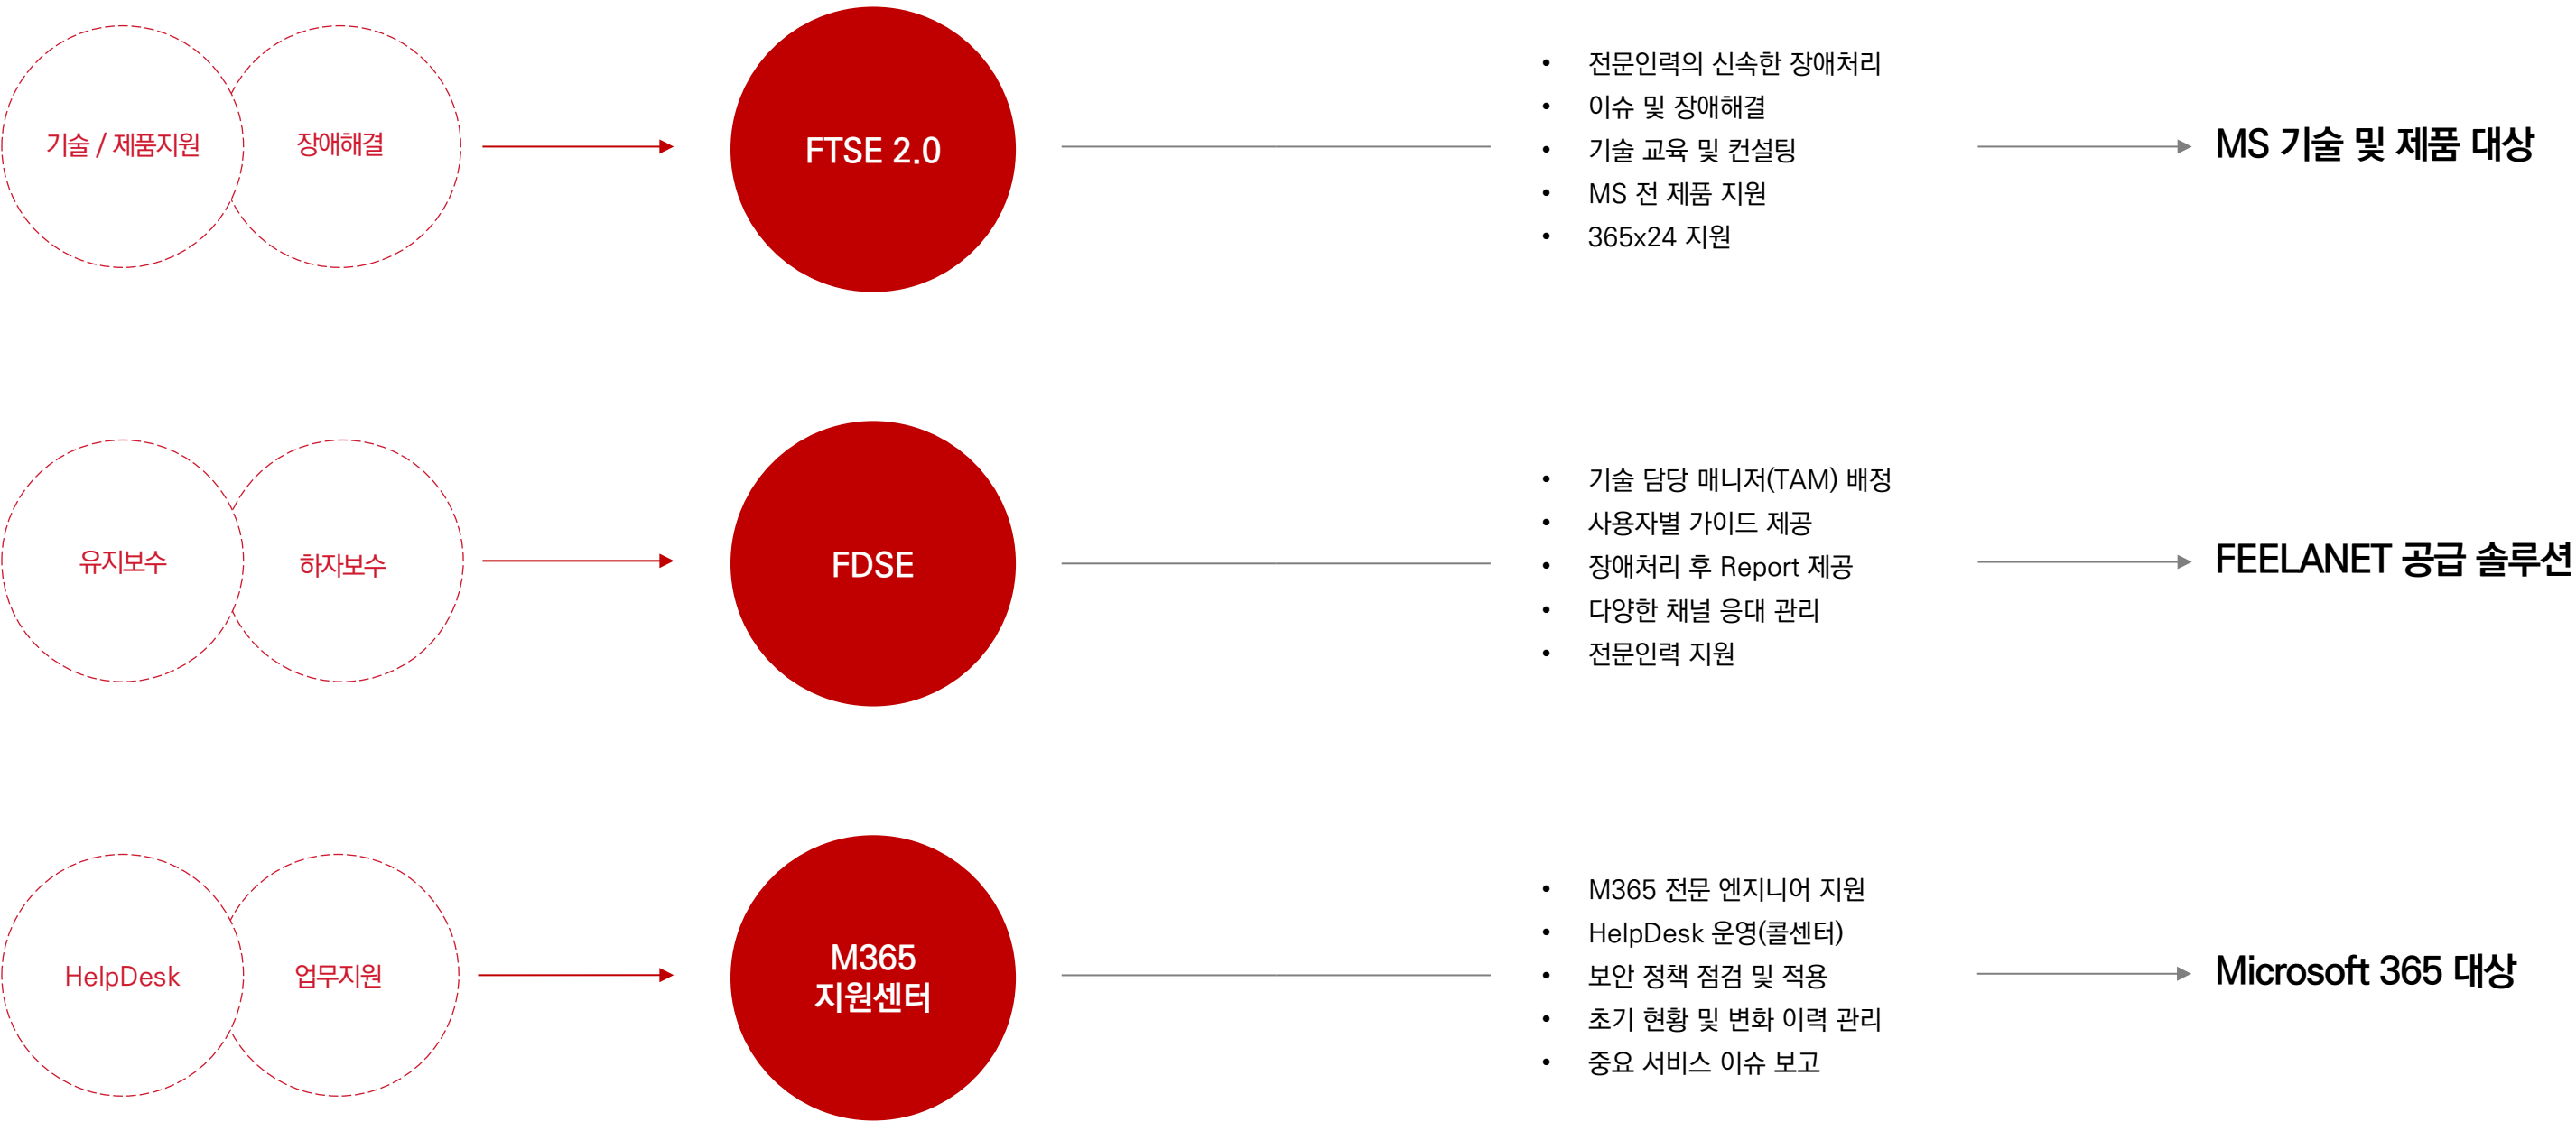 기술 / 제품지원
장애해결
FTSE 2.0
• 전문인력의 신속한 장애처리
• 이슈 및 장애해결
• 기술 교육 및 컨설팅
• MS 전 제품 지원
• 365x24 지원
MS 기술 및 제품 대상
유지보수
하자보수
FDSE
• 기술 담당 매니저(TAM) 배정
• 사용자별 가이드 제공
• 장애처리 후 Report 제공
• 다양한 채널 응대 관리
• 전문인력 지원
FEELANET 공급 솔루션
HelpDesk
업무지원
M365
지원센터
• M365 전문 엔지니어 지원
• HelpDesk 운영(콜센터)
• 보안 정책 점검 및 적용
• 초기 현황 및 변화 이력 관리
• 중요 서비스 이슈 보고
Microsoft 365 대상